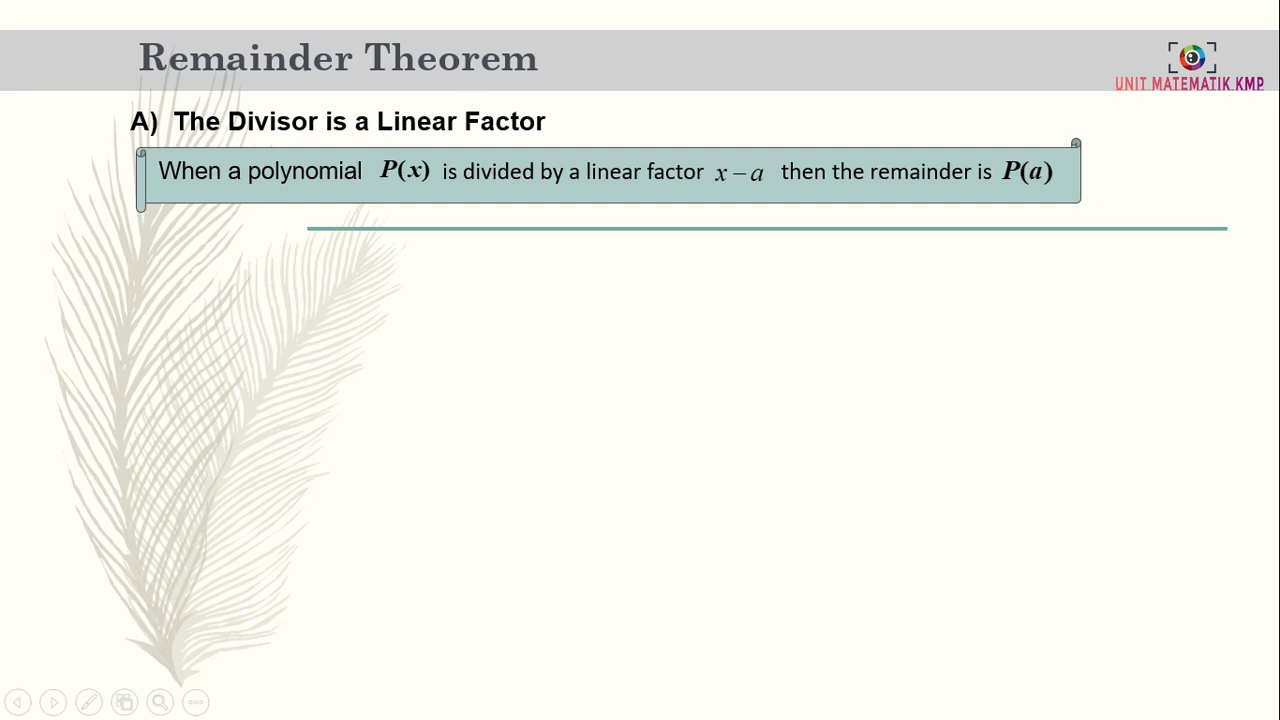 Remainder Theorem
UNIT MATEMATIK KMP
A) The Divisor is a Linear Factor
When a polynomial P(x) is divided by a linear factor x – a then the remainder is P(a)